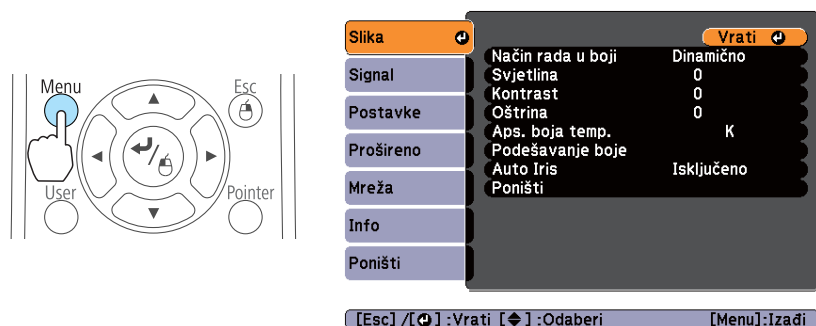 Menu
Esc
User
Pointer
Slika
Signal
Postavke
Prošireno
Mreža
Info
Poništi
Vrati
Način rada u boji Dinamično
Svjetlina 0
Kontrast 0
Oštrina 0
Aps. boja temp. K
Podešavanje boje
Auto Iris Isključeno
Poništi
[Esc] /[ ] :Vrati [ ] :Odaberi [Menu]:Izađi